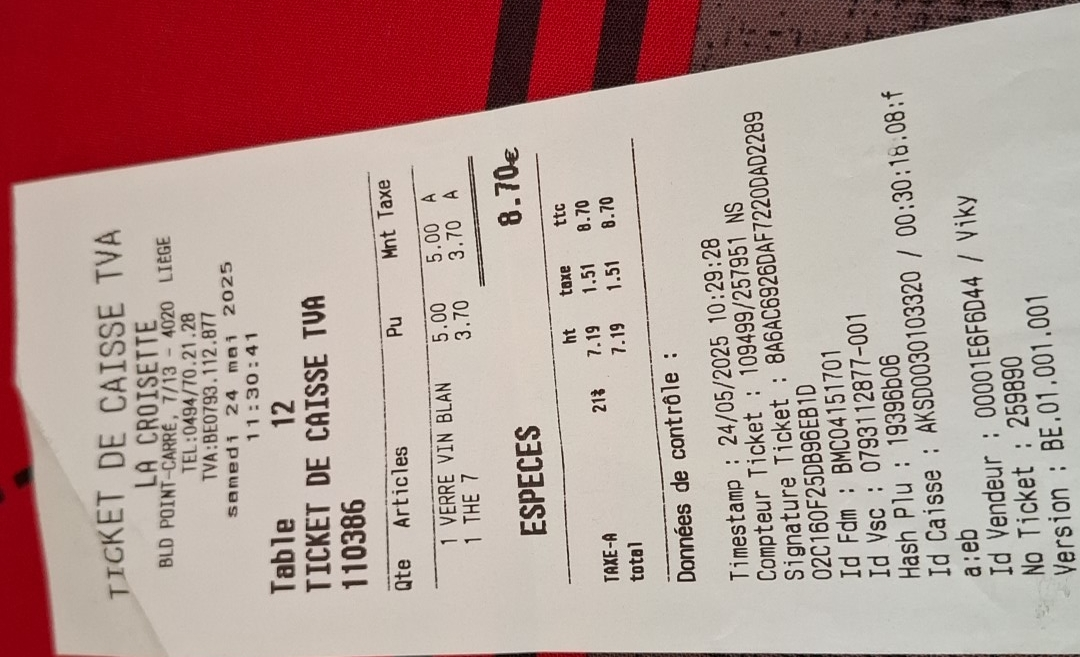 TICKET DE CAISSE TVA
LA CROISETTE
BLD POINT-CARRÉ, 7/13 - 4020 LIEGE
TEL:0494/70.21.28
TVA:BE0793.112.877
samedi 24 mai 2025
11:30:41
Table 12
TICKET DE CAISSE TVA
110386
Qte Articles Pu Mnt Taxe
1 VERRE VIN BLAN 5.00 5.00 A
1 THE 7 3.70 3.70 A
ESPECES 8.70€
ht taxe ttc
TAXE-A 21% 7.19 1.51 8.70
total 7.19 1.51 8.70
Données de contrôle :
Timestamp : 24/05/2025 10:29:28
Compteur Ticket : 109499/257951 NS
Signature Ticket : 8A6AC6926DAF7220DAD2289
02C160F25DB96EB1D
Id Fdm : BMC04151701
Id Vsc : 0793112877-001
Hash Plu : 19396b06
Id Caisse : AKSD00301103320 / 00:30:18:08:f
a:eb
Id Vendeur : 00001E6F6D44 / Viky
No Ticket : 259890
Version : BE.01.001.001